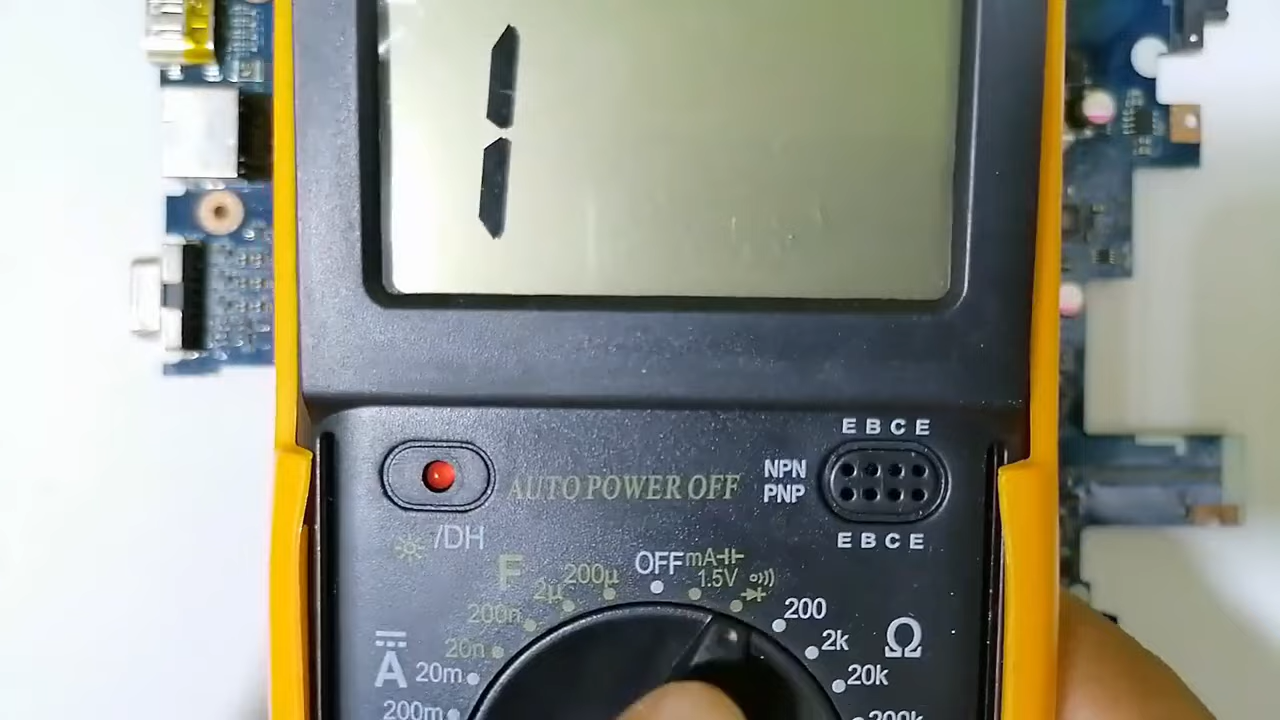 1
E B C E
AUTO POWER OFF
NPN
PNP
/DH
E B C E
F
OFF
mA
1.5V
200μ
2μ
200n
20n
A
20m
200m
200
2k
20k
200k
Ω